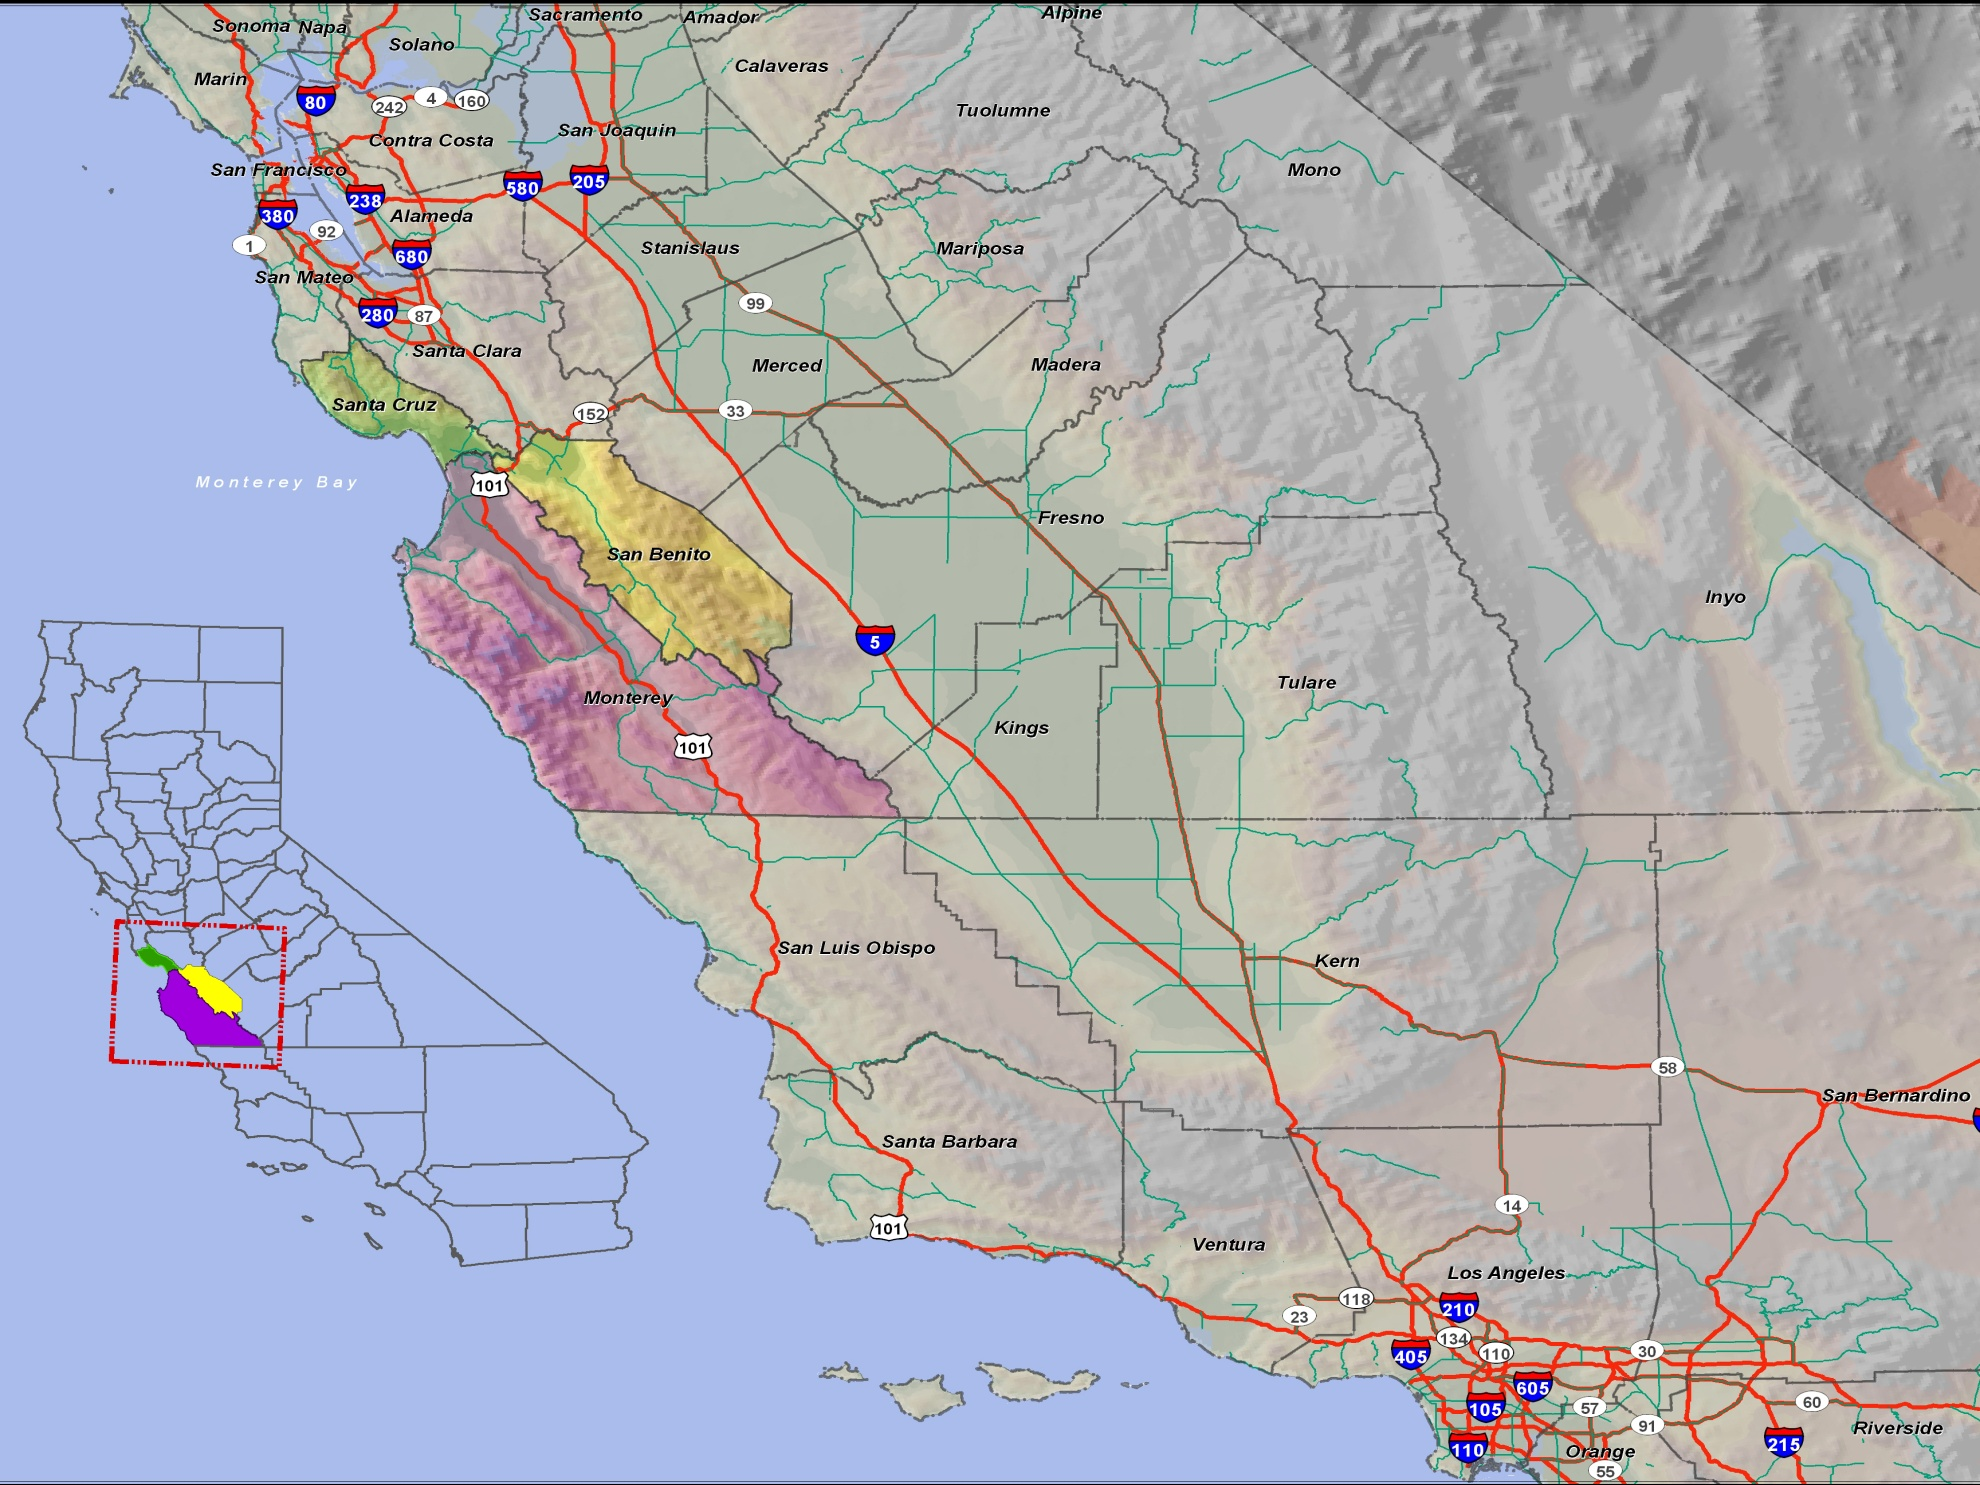 Sonoma Napa
Sacramento
Amador
Alpine
Solano
Calaveras
Marin
80
242
4
160
Tuolumne
San Joaquin
Contra Costa
San Francisco
Mono
238
580
205
380
Alameda
92
1
680
Stanislaus
Mariposa
San Mateo
280
87
99
Santa Clara
Merced
Madera
Santa Cruz
152
33
Monterey Bay
101
Fresno
San Benito
Inyo
5
Monterey
Tulare
Kings
101
San Luis Obispo
Kern
58
San Bernardino
Santa Barbara
14
101
Ventura
Los Angeles
118
210
23
134
110
30
405
605
105
57
60
91
Riverside
110
215
Orange
55